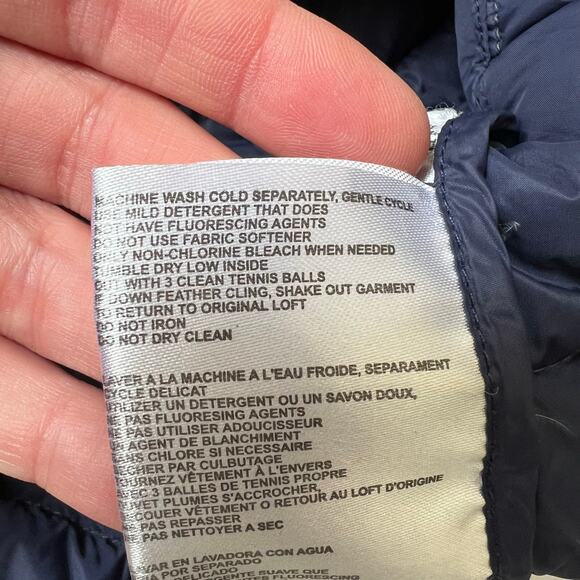 MACHINE WASH COLD SEPARATELY, GENTLE CYCLE
USE MILD DETERGENT THAT DOES
HAVE FLUORESCING AGENTS
DO NOT USE FABRIC SOFTENER
ONLY NON-CHLORINE BLEACH WHEN NEEDED
TUMBLE DRY LOW INSIDE
OUT WITH 3 CLEAN TENNIS BALLS
DOWN FEATHER CLING, SHAKE OUT GARMENT
TO RETURN TO ORIGINAL LOFT
DO NOT IRON
DO NOT DRY CLEAN
LAVER A LA MACHINE A L'EAU FROIDE, SEPARAMENT
CYCLE DELICAT
UTILIZER UN DETERGENT OU UN SAVON DOUX,
PAS FLUORESING AGENTS
NE PAS UTILISER ADOUCISSEUR
AGENT DE BLANCHIMENT
SANS CHLORE SI NECESSAIRE
SECHER PAR CULBUTAGE
TOURNEZ VÊTEMENT À L'ENVERS
AVEC 3 BALLES DE TENNIS PROPRE
DUVET PLUMES S'ACCROCHER,
VÊTEMENT O RETOUR AU LOFT D'ORIGINE
NE PAS REPASSER
NE PAS NETTOYER A SEC
LAVAR EN LAVADORA CON AGUA
POR SEPARADO
DELICADO
SUAVE QUE